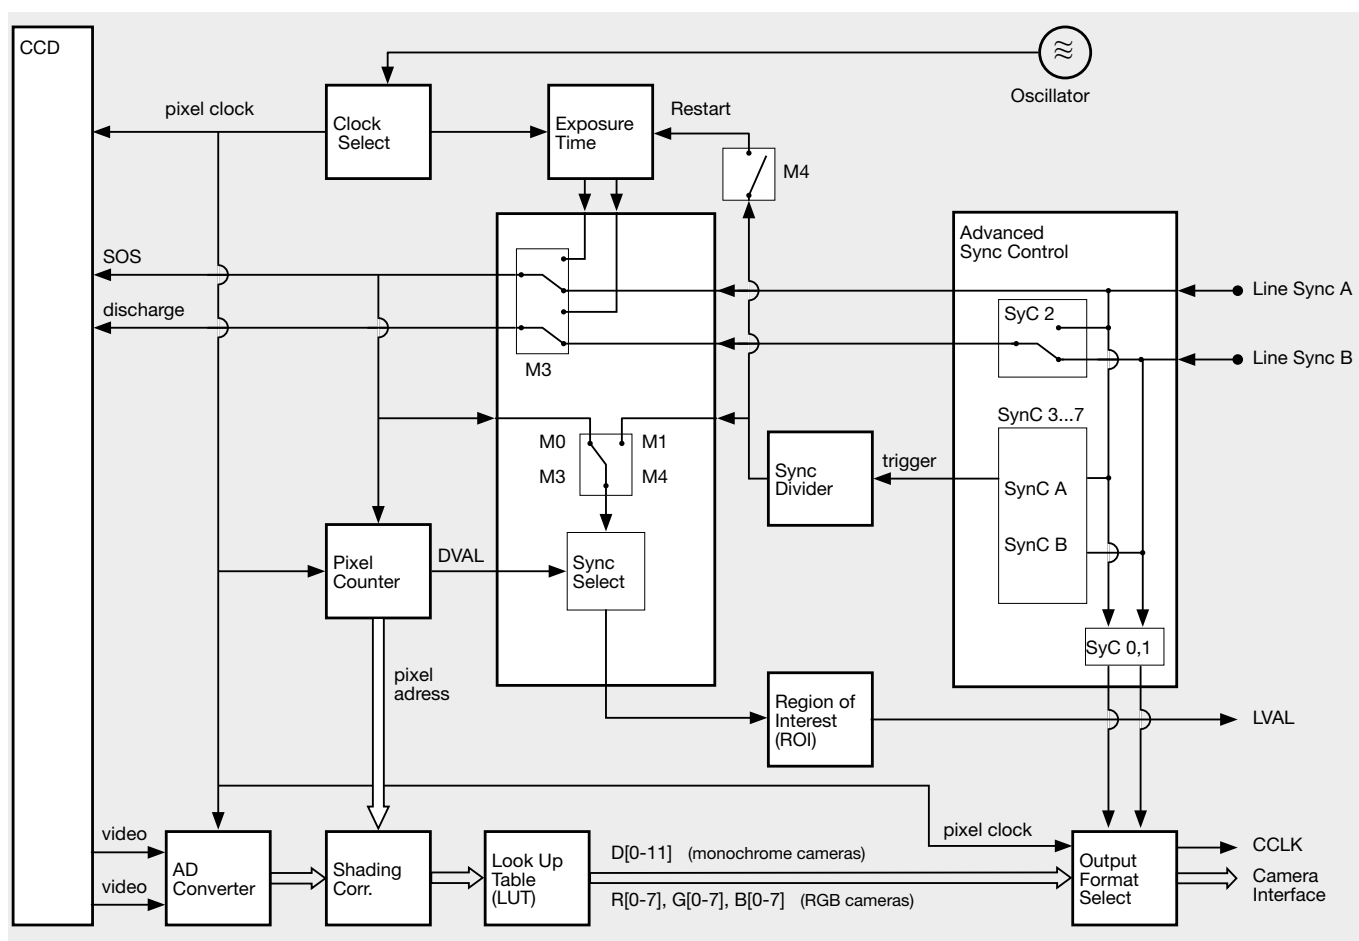 CCD
Oscillator
pixel clock
Clock
Select
Exposure
Time
Restart
M4
Advanced
Sync Control
SOS
discharge
Line Sync A
SyC 2
Line Sync B
M3
SynC 3...7
M0
M1
M3
M4
Sync
Divider
trigger
SynC A
SynC B
Pixel
Counter
DVAL
Sync
Select
SyC 0,1
pixel
adress
Region of
Interest
(ROI)
LVAL
video
video
AD
Converter
Shading
Corr.
Look Up
Table
(LUT)
D[0-11] (monochrome cameras)
R[0-7], G[0-7], B[0-7] (RGB cameras)
pixel clock
Output
Format
Select
CCLK
Camera
Interface